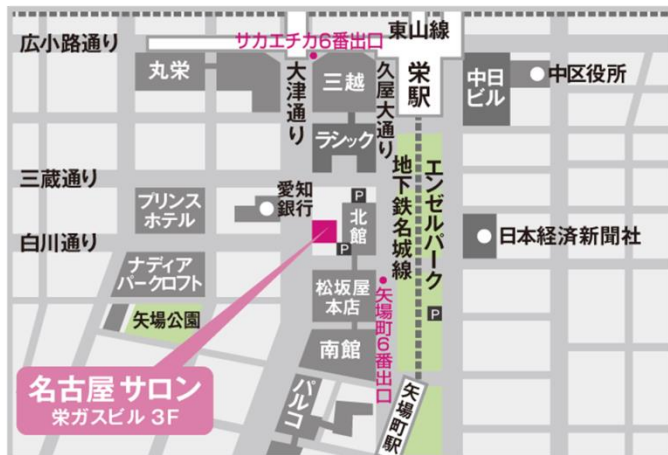 広小路通り
サカエチカ6番出口
東山線
丸栄
大津通り
三越
久屋大通り
栄駅
中日
ビル
中区役所
ラシック
地下鉄名城線
エンゼルパーク
三蔵通り
プリンス
ホテル
愛知
銀行
P
北館
白川通り
P
日本経済新聞社
ナディア
パークロフト
松坂屋
本店
矢場町6番出口
P
矢場公園
南館
名古屋 サロン
栄ガスビル 3F
パルコ
矢場町駅